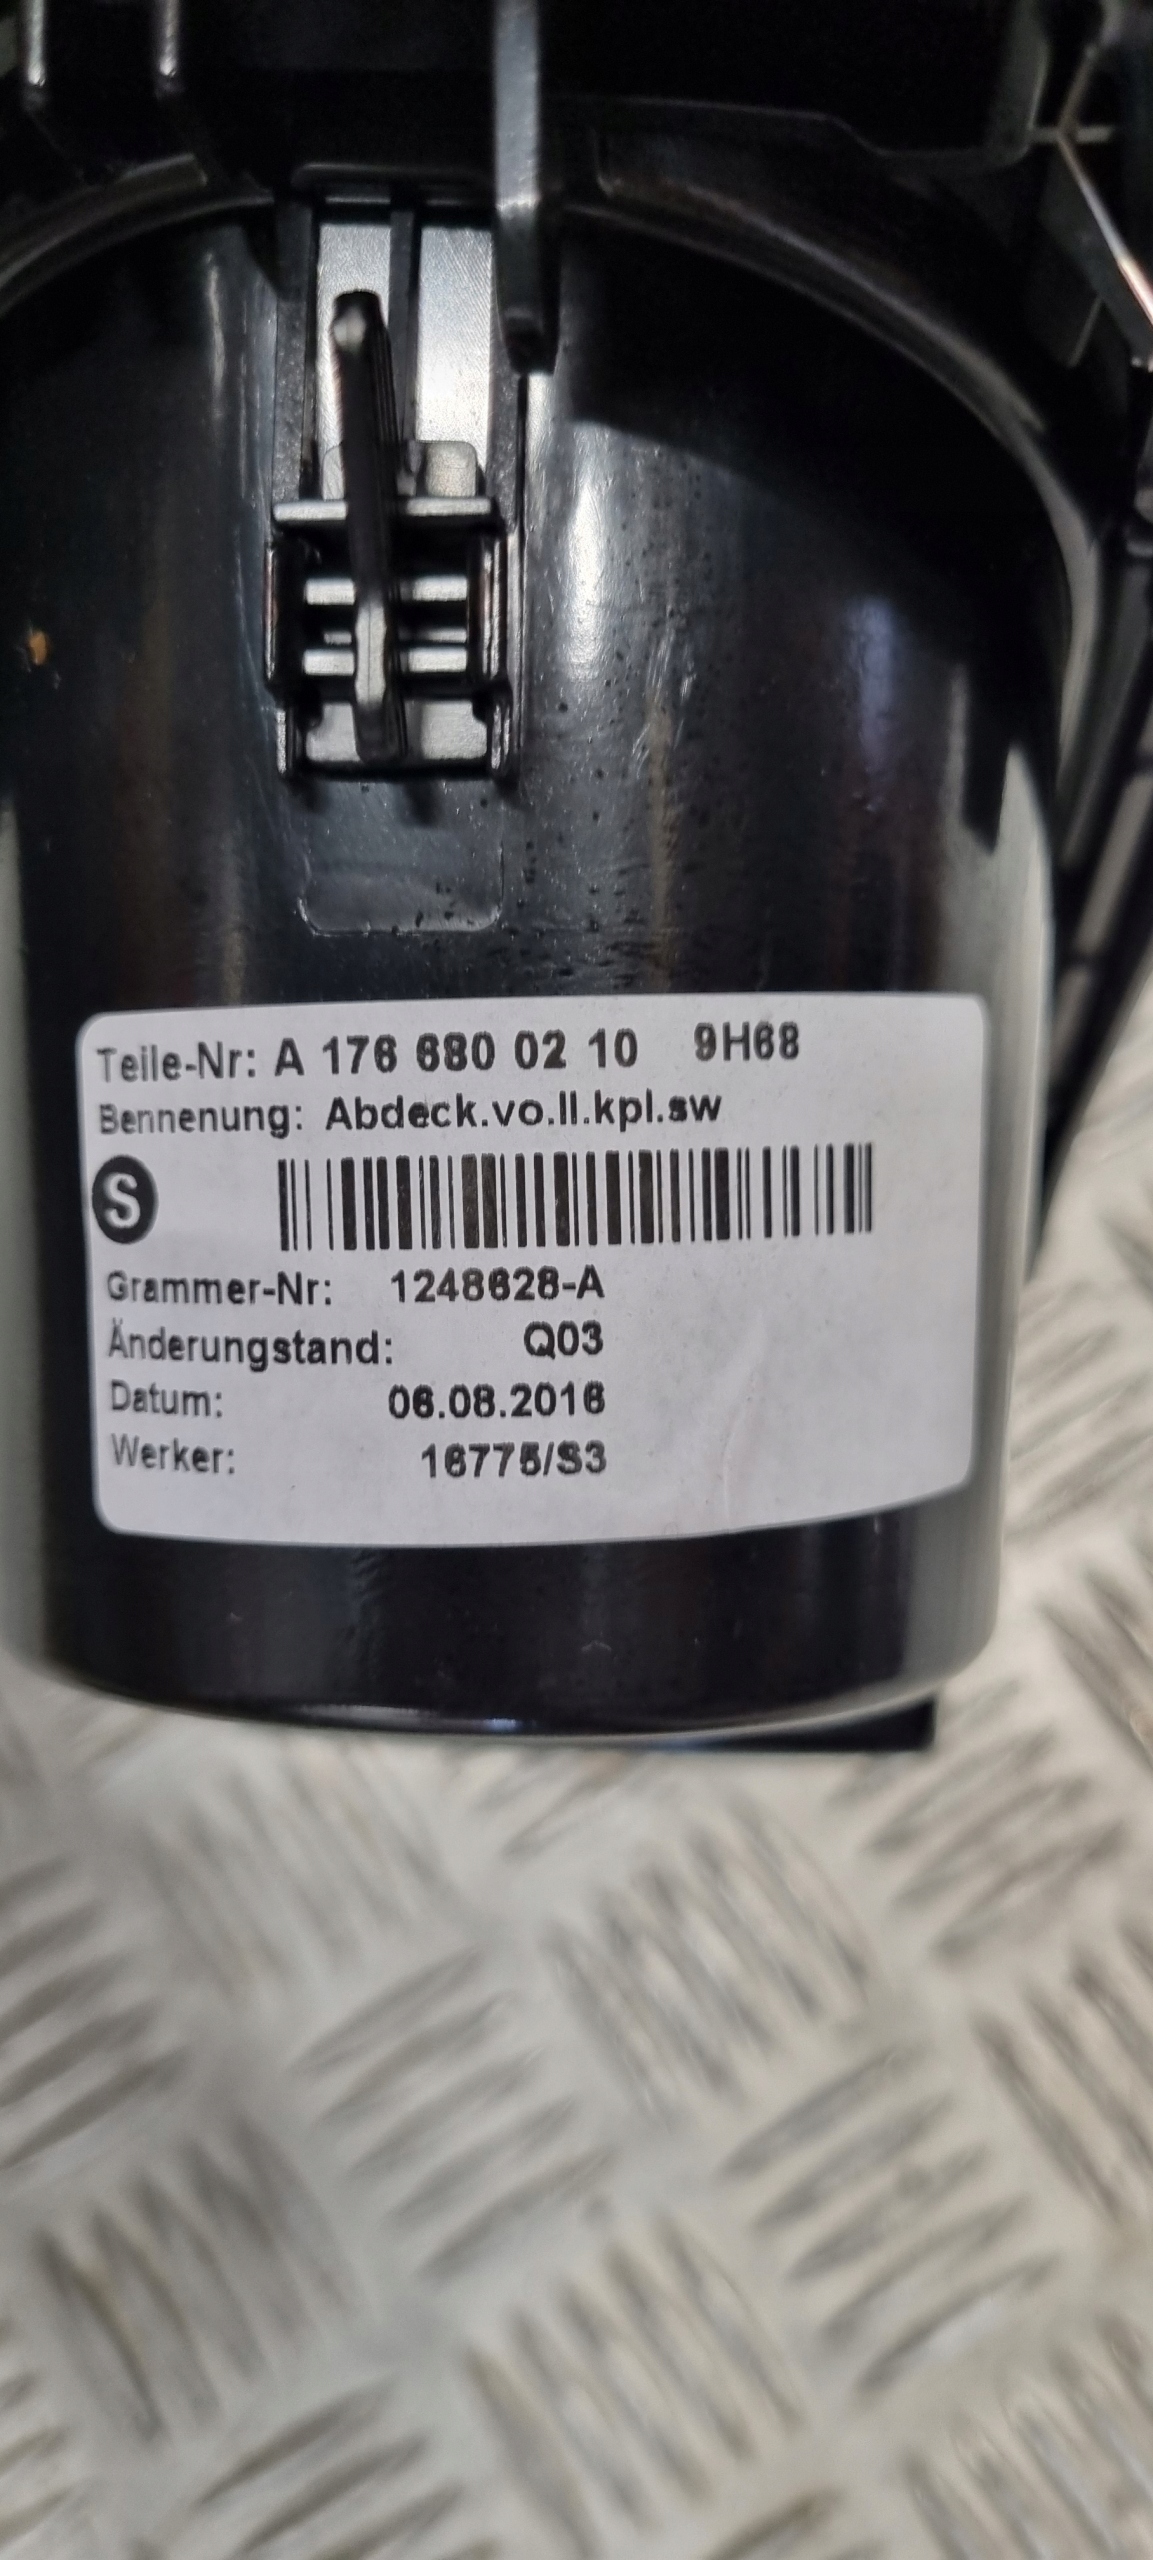 Teile-Nr: A 176 680 02 10 9H68
Bennenung: Abdeck.vo.ll.kpl.sw
S
Grammer-Nr: 1248628-A
Änderungstand: Q03
Datum: 06.08.2016
Werker: 16775/S3